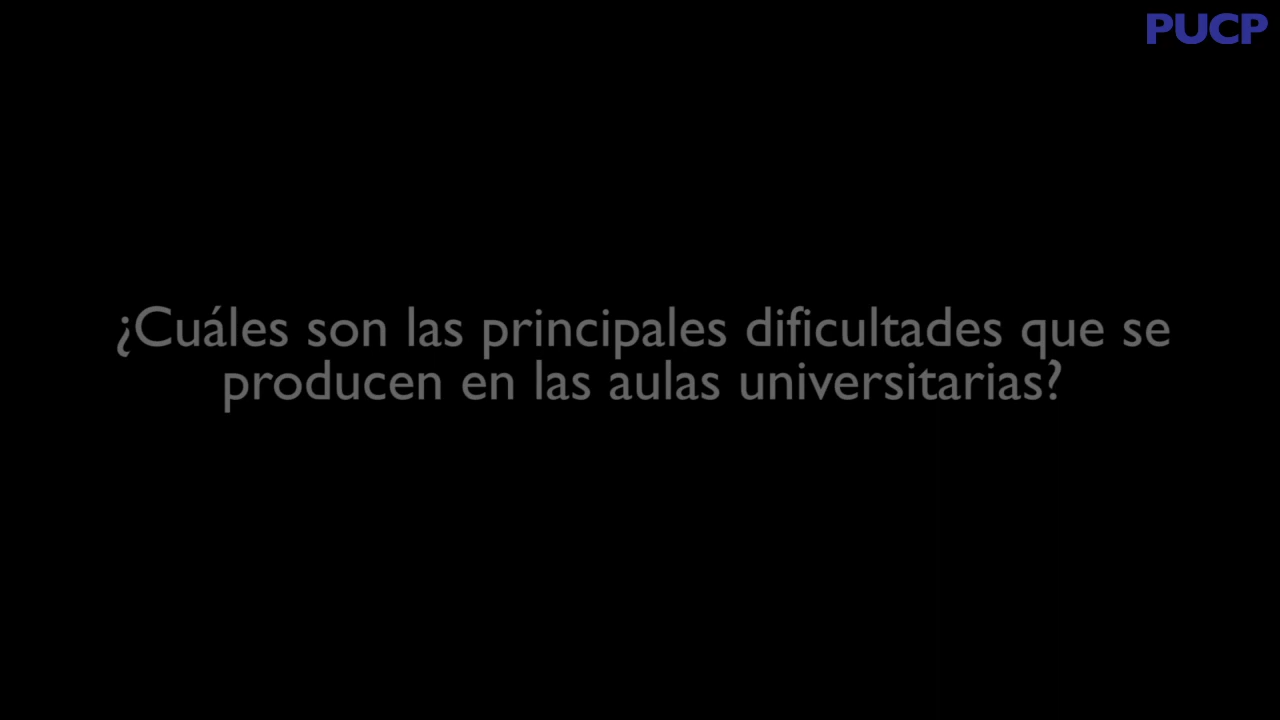 PUCP
¿Cuáles son las principales dificultades que se
producen en las aulas universitarias?